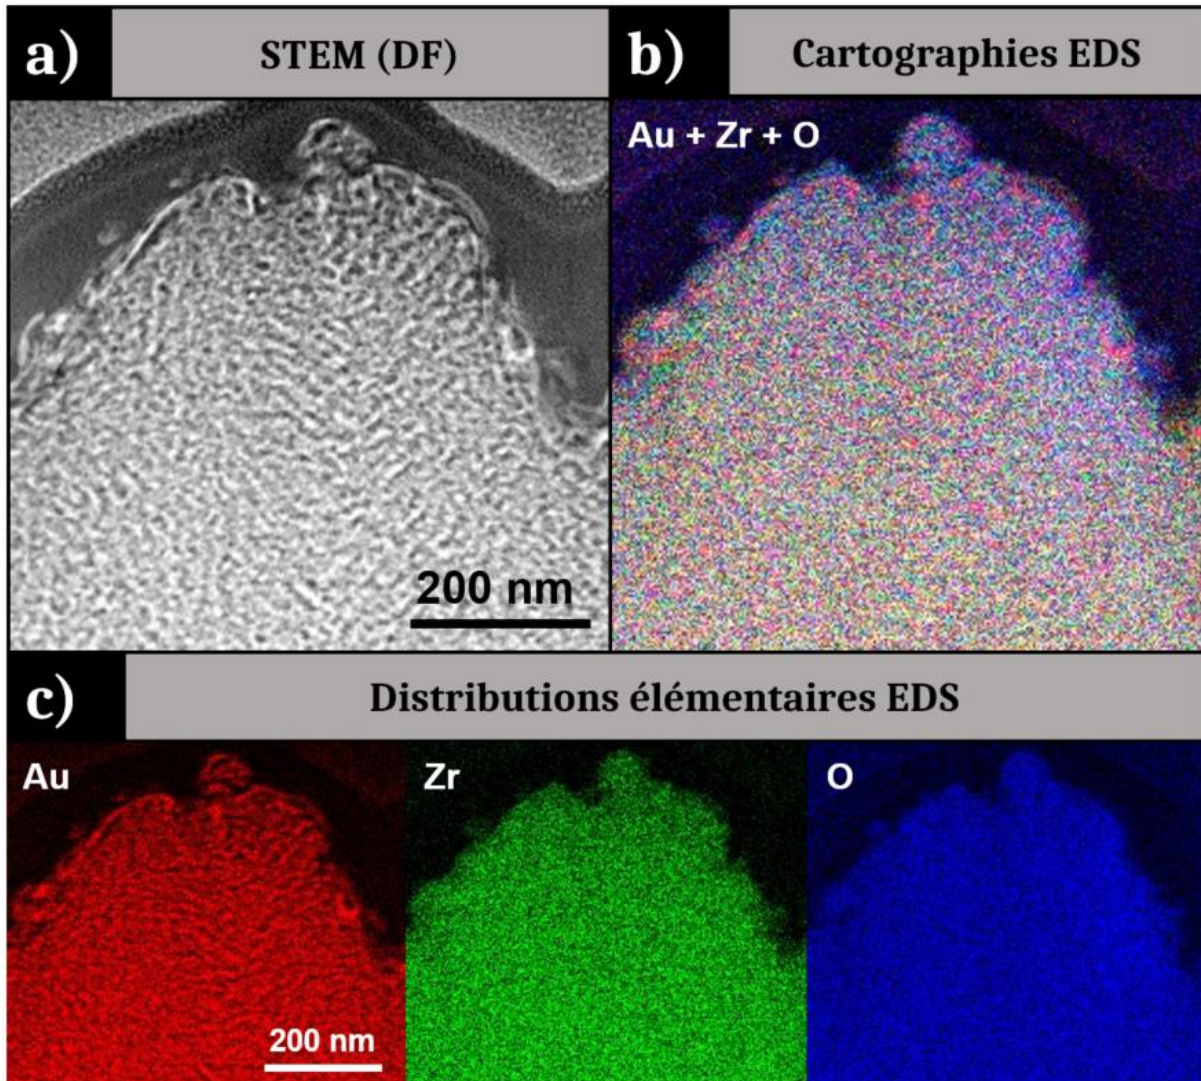 a)
STEM (DF)
b)
Cartographies EDS
Au + Zr + O
200 nm
c)
Distributions élémentaires EDS
Au
Zr
O
200 nm